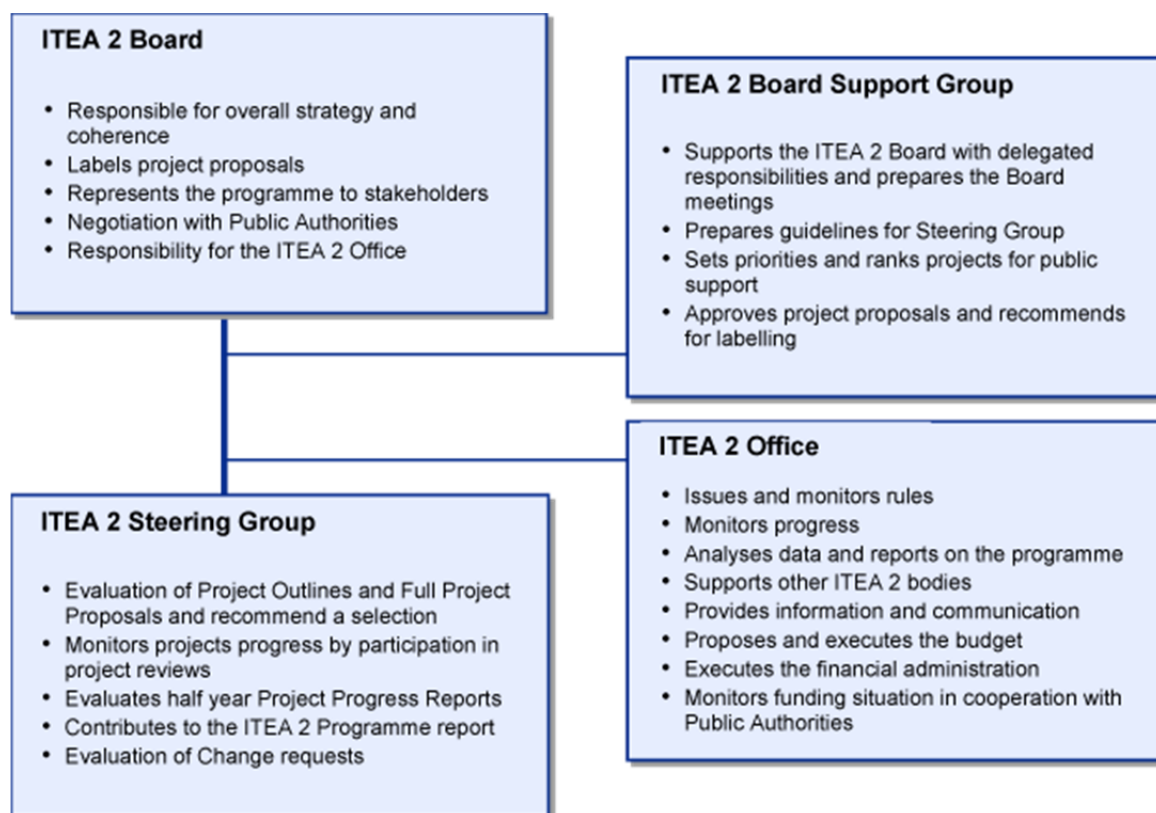 ITEA 2 Board
• Responsible for overall strategy and
coherence
• Labels project proposals
• Represents the programme to stakeholders
• Negotiation with Public Authorities
• Responsibility for the ITEA 2 Office
ITEA 2 Board Support Group
• Supports the ITEA 2 Board with delegated
responsibilities and prepares the Board
meetings
• Prepares guidelines for Steering Group
• Sets priorities and ranks projects for public
support
• Approves project proposals and recommends
for labelling
ITEA 2 Steering Group
• Evaluation of Project Outlines and Full Project
Proposals and recommend a selection
• Monitors projects progress by participation in
project reviews
• Evaluates half year Project Progress Reports
• Contributes to the ITEA 2 Programme report
• Evaluation of Change requests
ITEA 2 Office
• Issues and monitors rules
• Monitors progress
• Analyses data and reports on the programme
• Supports other ITEA 2 bodies
• Provides information and communication
• Proposes and executes the budget
• Executes the financial administration
• Monitors funding situation in cooperation with
Public Authorities